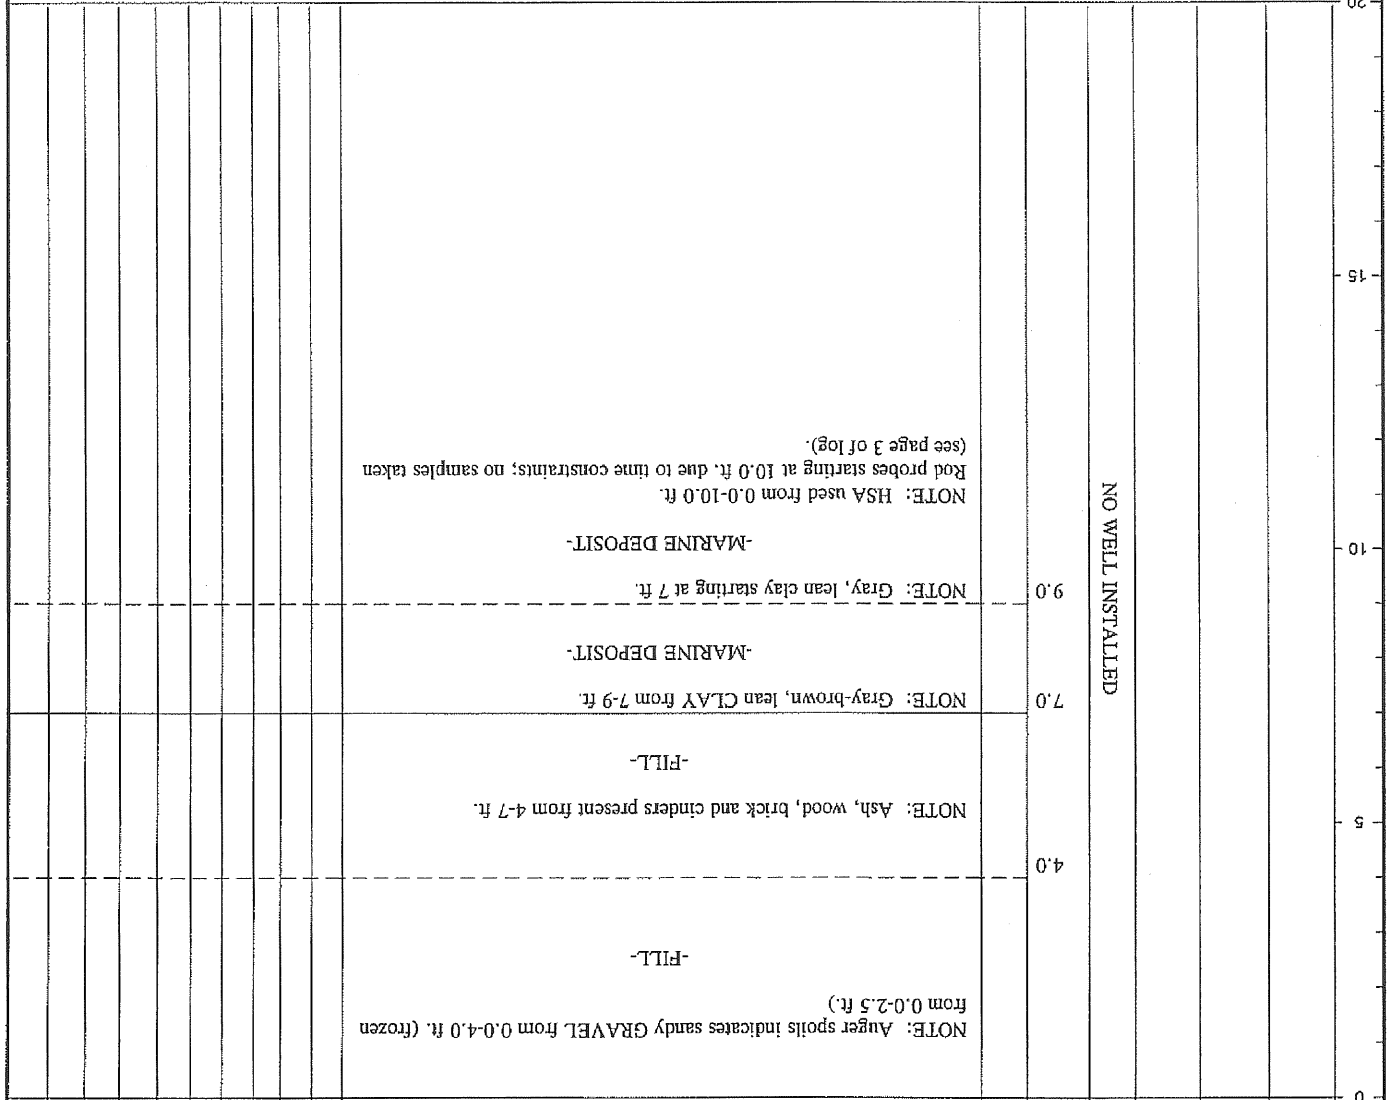 0
NOTE: Auger spoils indicates sandy GRAVEL from 0.0-4.0 ft. (frozen
from 0.0-2.5 ft.)
-FILL-
4.0
5
NOTE: Ash, wood, brick and cinders present from 4-7 ft.
-FILL-
7.0
NOTE: Gray-brown, lean CLAY from 7-9 ft.
-MARINE DEPOSIT-
9.0
NOTE: Gray, lean clay starting at 7 ft.
10
-MARINE DEPOSIT-
NOTE: HSA used from 0.0-10.0 ft.
Rod probes starting at 10.0 ft. due to time constraints; no samples taken
(see page 3 of log).
NO WELL INSTALLED
15
20